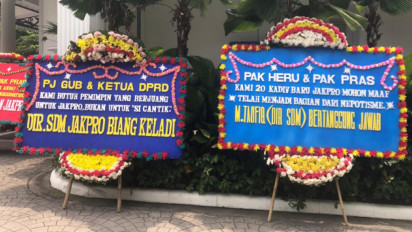 PJ GUB & KETUA DPRD
KAMI BUTUH PEMIMPIN YANG BERJUANG
UNTUK JAKPRO, BUKAN UNTUK "SI CANTIK"
DIR. SDM JAKPRO BIANG KELADI
PAK HERU & PAK PRAS
KAMI 20 KADIV BARU JAKPRO MOHON MAAF
TELAH MENJADI BAGIAN DARI NEPOTISME.
M.TAUFIQ (DIR SDM) BERTANGGUNG JAWAB